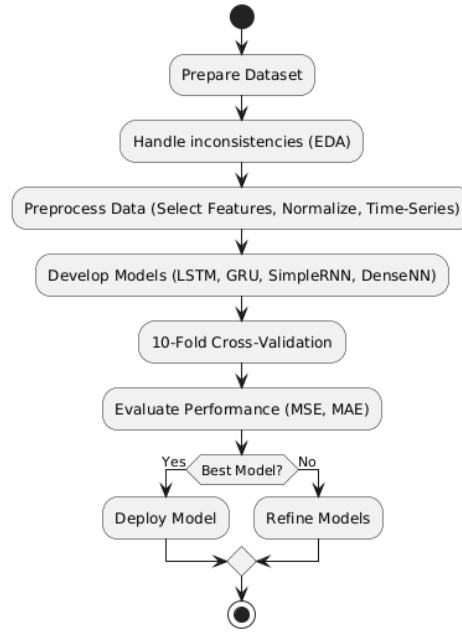 Prepare Dataset
Handle inconsistencies (EDA)
Preprocess Data (Select Features, Normalize, Time-Series)
Develop Models (LSTM, GRU, SimpleRNN, DenseNN)
10-Fold Cross-Validation
Evaluate Performance (MSE, MAE)
Yes
Best Model?
No
Deploy Model
Refine Models